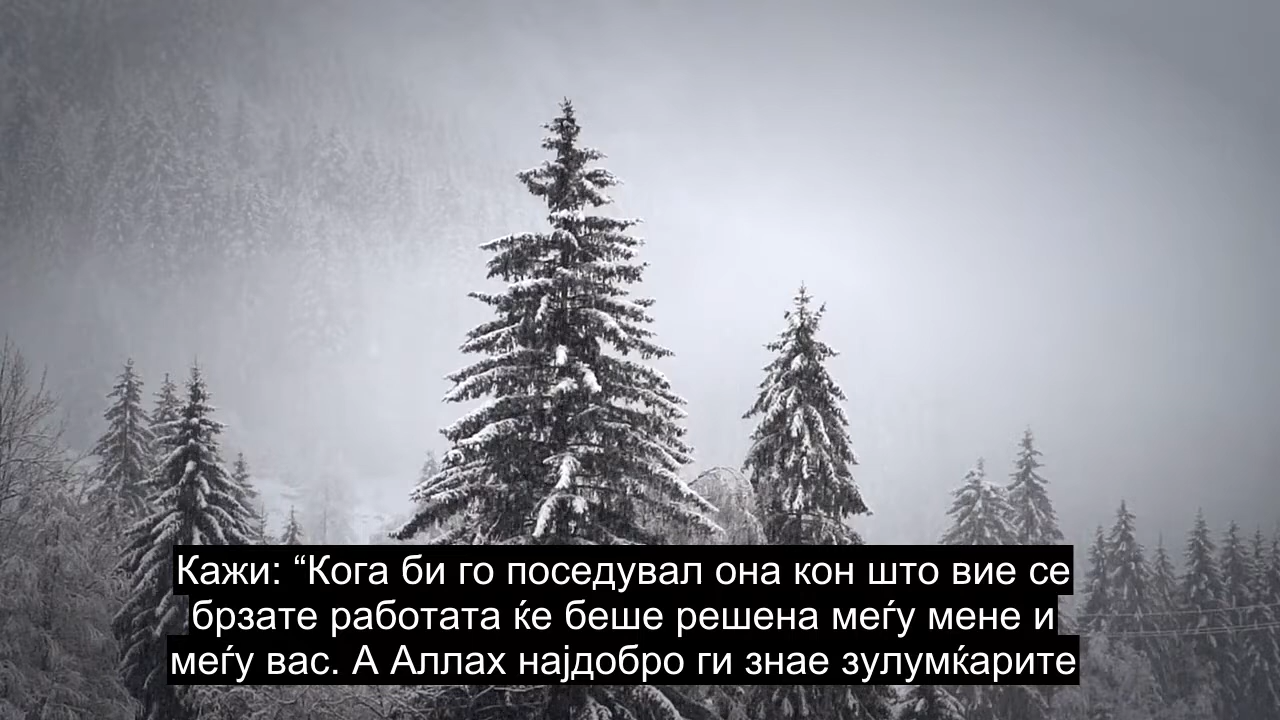 Кажи: “Кога би го поседувал она кон што вие се
брзате работата ќе беше решена меѓу мене и
меѓу вас. А Аллах најдобро ги знае зулумќарите